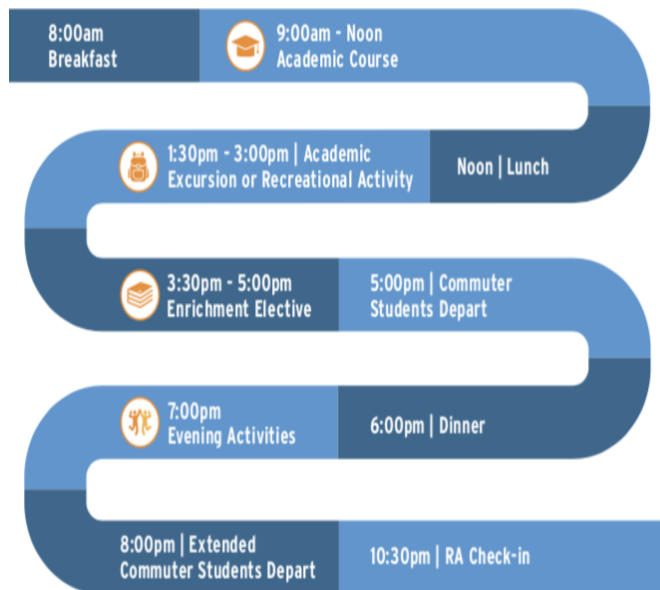 8:00am
Breakfast
9:00am - Noon
Academic Course
Noon | Lunch
1:30pm - 3:00pm | Academic
Excursion or Recreational Activity
3:30pm - 5:00pm
Enrichment Elective
5:00pm | Commuter
Students Depart
6:00pm | Dinner
7:00pm
Evening Activities
8:00pm | Extended
Commuter Students Depart
10:30pm | RA Check-in